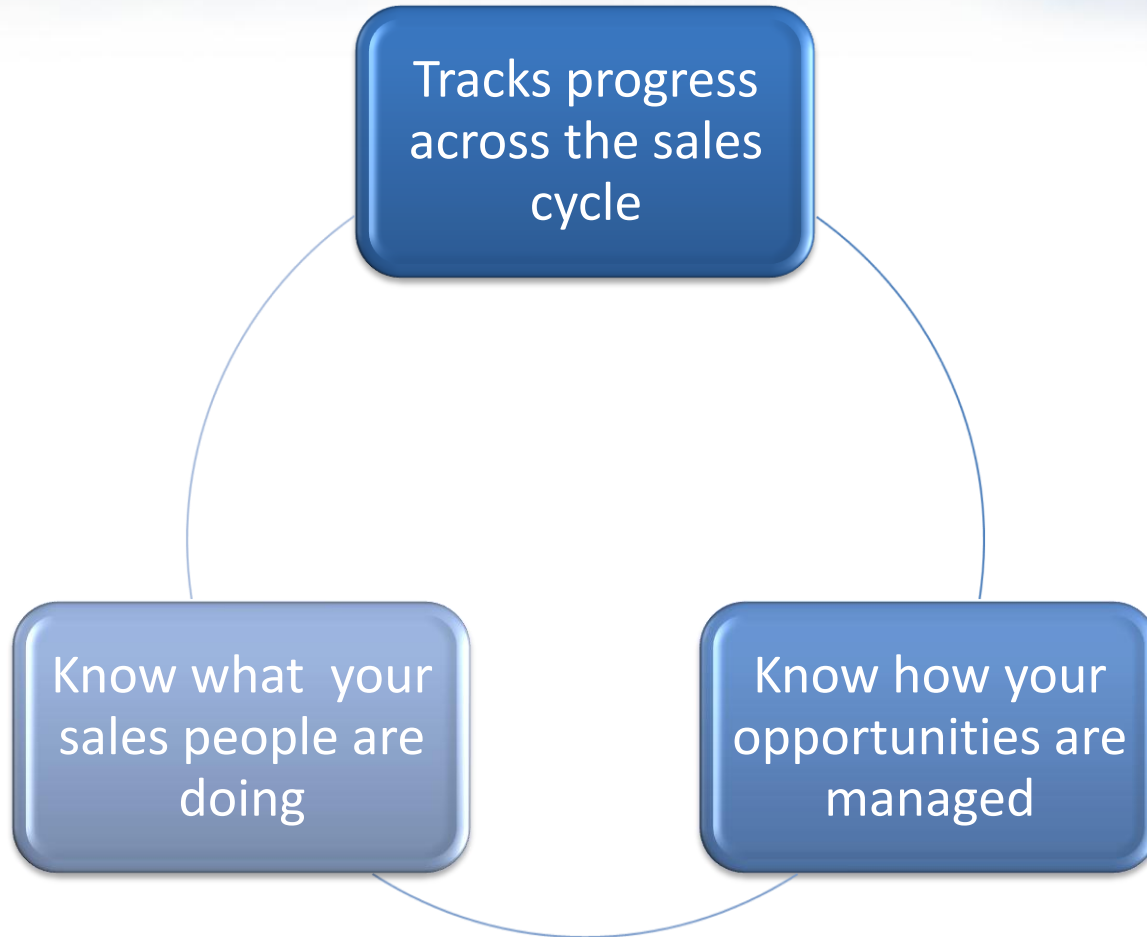 Tracks progress
across the sales
cycle
Know what  your
sales people are
doing
Know how your
opportunities are
managed